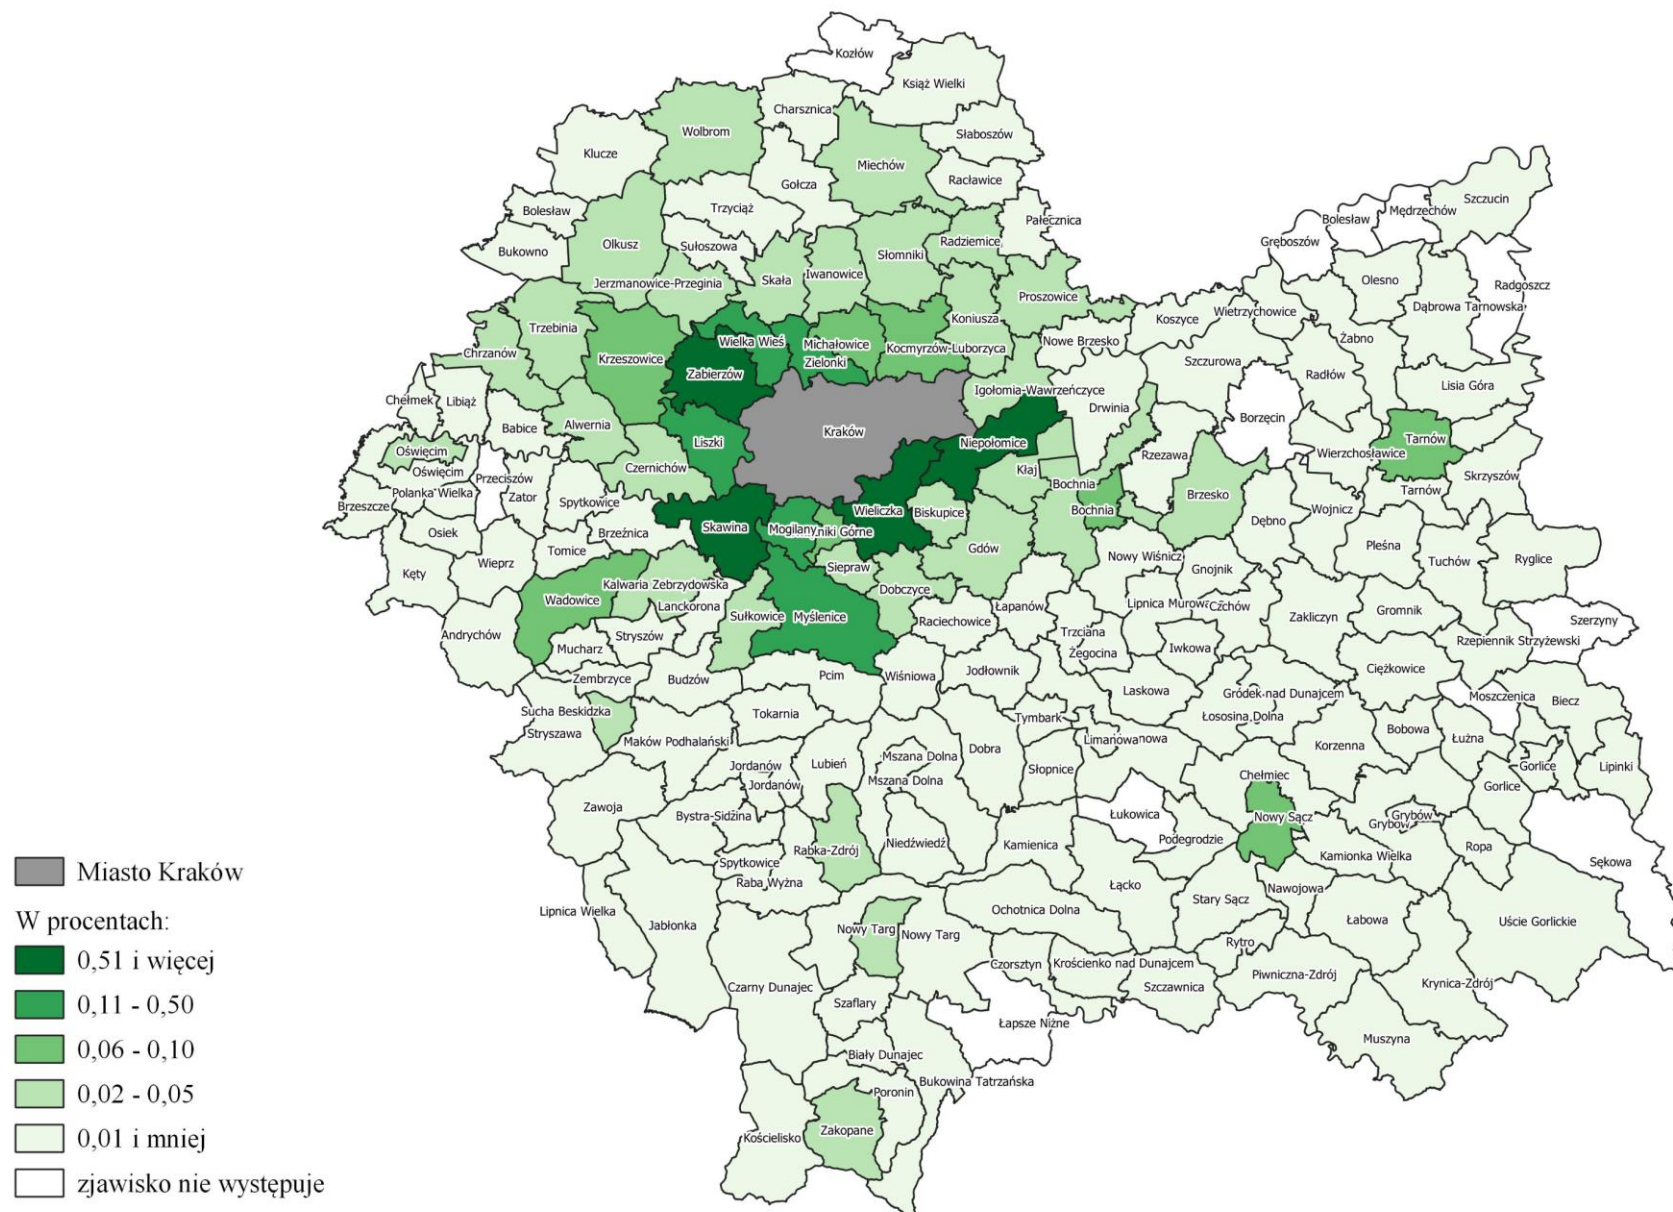 Kozłów
Książ Wielki
Charsznica
Wolbrom
Słaboszów
Klucze
Miechów
Gołcza
Racławice
Trzyciąż
Szczucin
Bolesław
Mędrzechów
Bolesław
Pałecznica
Gręboszów
Bukowno
Olkusz
Sułoszowa
Radziemice
Słomniki
Skała
Iwanowice
Olesno
Radgoszcz
Jerzmanowice-Przeginia
Proszowice
Dąbrowa Tarnowska
Wietrzychowice
Koszyce
Koniusza
Trzebinia
Żabno
Wielka Wieś
Michałowice
Nowe Brzesko
Kocmyrzów-Luborzyca
Chrzanów
Krzeszowice
Zielonki
Szczurowa
Zabierzów
Radłów
Lisia Góra
Igołomia-Wawrzeńczyce
Chełmek
Libiąż
Drwinia
Borzęcin
Babice
Alwernia
Kraków
Liszki
Niepołomice
Tarnów
Oświęcim
Wierzchosławice
Rzezawa
Oświęcim
Czernichów
Kłaj
Przeciszów
Bochnia
Skrzyszów
Polanka Wielka
Zator
Brzesko
Tarnów
Spytkowice
Brzeszcze
Wieliczka
Biskupice
Bochnia
Wojnicz
Skawina
Mogilany
niki Górne
Osiek
Brzeźnica
Dębno
Pleśna
Tomice
Gdów
Nowy Wiśnicz
Wieprz
Tuchów
Ryglice
Siepraw
Gnojnik
Kęty
Kalwaria Zebrzydowska
Dobczyce
Wadowice
Lanckorona
Łapanów
Lipnica Murowa
Czchów
Gromnik
Sułkowice
Myślenice
Zakliczyn
Raciechowice
Szerzyny
Andrychów
Stryszów
Trzciana
Rzepiennik Strzyżewski
Mucharz
Iwkowa
Żegocina
Ciężkowice
Jodłownik
Pcim
Wiśniowa
Zembrzyce
Budzów
Laskowa
Gródek nad Dunajcem
Moszczenica
Biecz
Sucha Beskidzka
Tokarnia
Tymbark
Łososina Dolna
Bobowa
Stryszawa
Maków Podhalański
Limanowa
nowa
Dobra
Korzenna
Łużna
Mszana Dolna
Lubień
Jordanów
Słopnice
Gorlice
Lipinki
Chełmiec
Mszana Dolna
Jordanów
Gorlice
Zawoja
Łukowica
Bystra-Sidzina
Nowy Sącz
Grybów
Grybów
Podegrodzie
Niedźwiedź
Kamienica
Rabka-Zdrój
Ropa
Kamionka Wielka
Spytkowice
Sękowa
Raba Wyżna
Łącko
Nawojowa
Stary Sącz
Lipnica Wielka
Ochotnica Dolna
Łabowa
Uście Gorlickie
Jabłonka
Nowy Targ
Nowy Targ
Rytro
Czorsztyn
Krościenko nad Dunajcem
Piwniczna-Zdrój
Krynica-Zdrój
Czarny Dunajec
Szczawnica
Szaflary
Łapsze Niżne
Muszyna
Biały Dunajec
Bukowina Tatrzańska
Poronin
Zakopane
Kościelisko
Miasto Kraków
W procentach:
0,51 i więcej
0,11 - 0,50
0,06 - 0,10
0,02 - 0,05
0,01 i mniej
zjawisko nie występuje